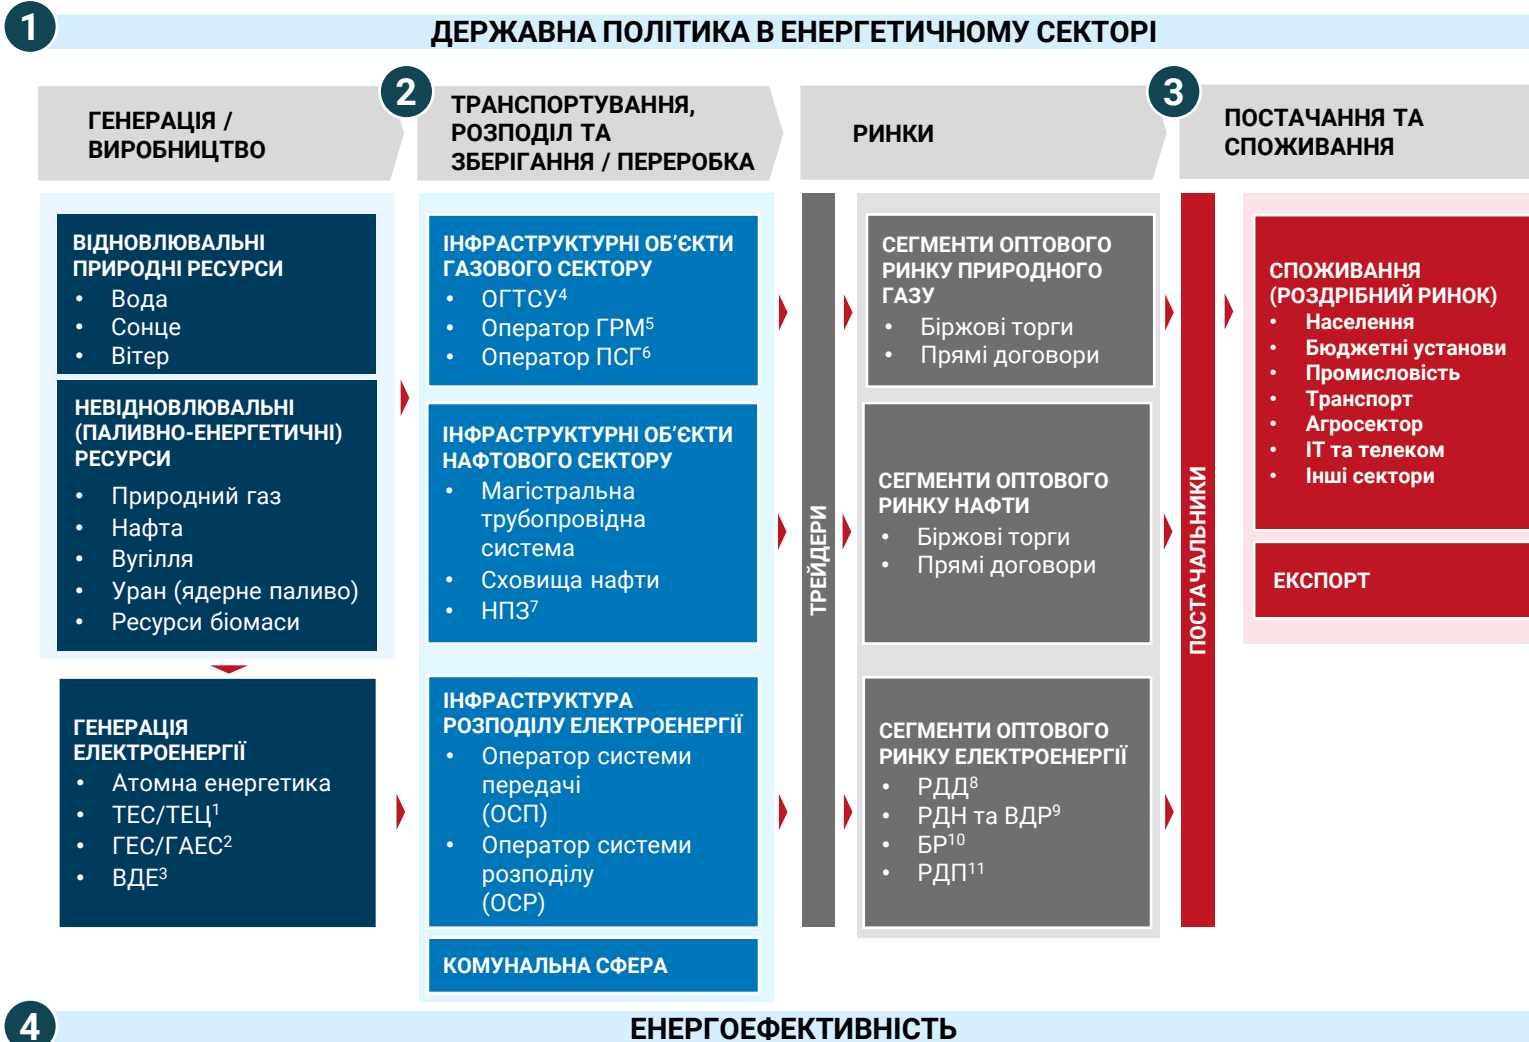 1
ДЕРЖАВНА ПОЛІТИКА В ЕНЕРГЕТИЧНОМУ СЕКТОРІ
ГЕНЕРАЦІЯ /
ВИРОБНИЦТВО
2
ТРАНСПОРТУВАННЯ,
РОЗПОДІЛ ТА
ЗБЕРІГАННЯ / ПЕРЕРОБКА
РИНКИ
3
ПОСТАЧАННЯ ТА
СПОЖИВАННЯ
ВІДНОВЛЮВАЛЬНІ
ПРИРОДНІ РЕСУРСИ
• Вода
• Сонце
• Вітер
НЕВІДНОВЛЮВАЛЬНІ
(ПАЛИВНО-ЕНЕРГЕТИЧНІ)
РЕСУРСИ
• Природний газ
• Нафта
• Вугілля
• Уран (ядерне паливо)
• Ресурси біомаси
ГЕНЕРАЦІЯ
ЕЛЕКТРОЕНЕРГІЇ
• Атомна енергетика
• ТЕС/ТЕЦ¹
• ГЕС/ГАЕС²
• ВДЕ³
ІНФРАСТРУКТУРНІ ОБ’ЄКТИ
ГАЗОВОГО СЕКТОРУ
• ОГТСУ⁴
• Оператор ГРМ⁵
• Оператор ПСГ⁶
ІНФРАСТРУКТУРНІ ОБ’ЄКТИ
НАФТОВОГО СЕКТОРУ
• Магістральна
трубопровідна
система
• Сховища нафти
• НПЗ⁷
ІНФРАСТРУКТУРА
РОЗПОДІЛУ ЕЛЕКТРОЕНЕРГІЇ
• Оператор системи
передачі
(ОСП)
• Оператор системи
розподілу
(ОСР)
КОМУНАЛЬНА СФЕРА
ТРЕЙДЕРИ
СЕГМЕНТИ ОПТОВОГО
РИНКУ ПРИРОДНОГО
ГАЗУ
• Біржові торги
• Прямі договори
СЕГМЕНТИ ОПТОВОГО
РИНКУ НАФТИ
• Біржові торги
• Прямі договори
СЕГМЕНТИ ОПТОВОГО
РИНКУ ЕЛЕКТРОЕНЕРГІЇ
• РДД⁸
• РДН та ВДР⁹
• БР¹⁰
• РДП¹¹
ПОСТАЧАЛЬНИКИ
СПОЖИВАННЯ
(РОЗДРІБНИЙ РИНОК)
• Населення
• Бюджетні установи
• Промисловість
• Транспорт
• Агросектор
• ІТ та телеком
• Інші сектори
ЕКСПОРТ
4
ЕНЕРГОЕФЕКТИВНІСТЬ